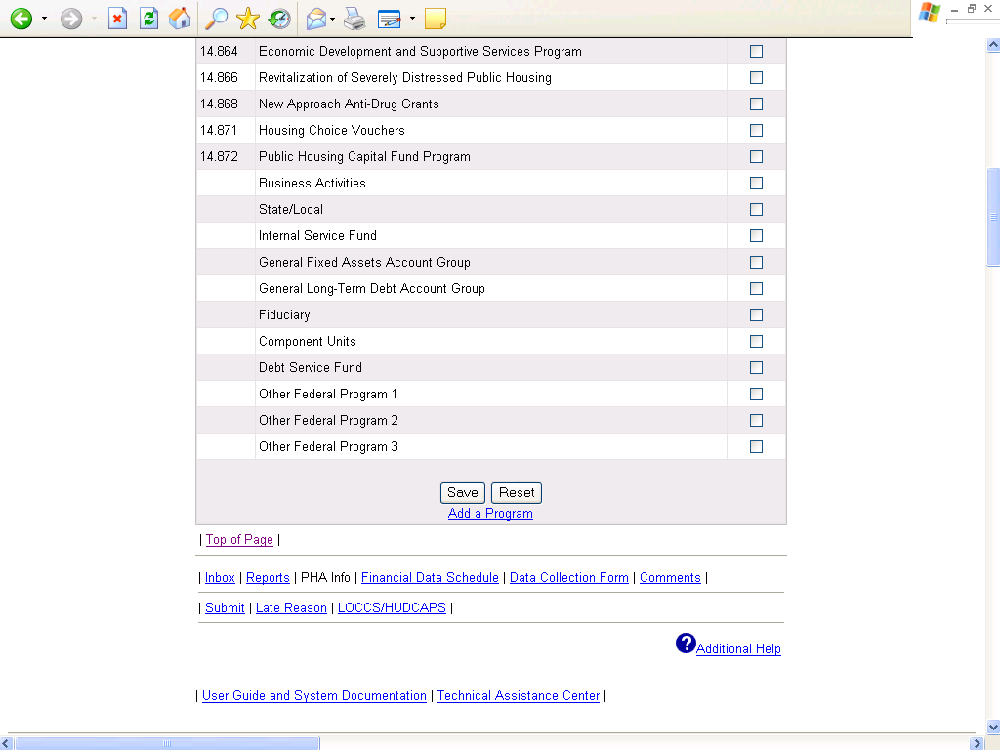 14.864 Economic Development and Supportive Services Program
14.866 Revitalization of Severely Distressed Public Housing
14.868 New Approach Anti-Drug Grants
14.871 Housing Choice Vouchers
14.872 Public Housing Capital Fund Program
Business Activities
State/Local
Internal Service Fund
General Fixed Assets Account Group
General Long-Term Debt Account Group
Fiduciary
Component Units
Debt Service Fund
Other Federal Program 1
Other Federal Program 2
Other Federal Program 3
Save Reset
Add a Program
| Top of Page |
| Inbox | Reports | PHA Info | Financial Data Schedule | Data Collection Form | Comments |
| Submit | Late Reason | LOCCS/HUDCAPS |
? Additional Help
| User Guide and System Documentation | Technical Assistance Center |